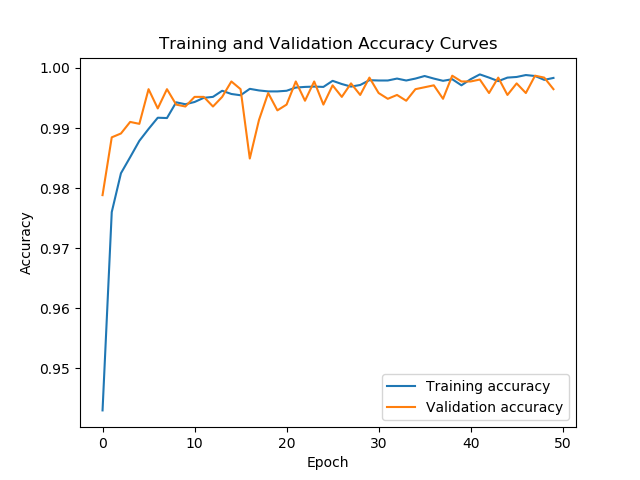 Training and Validation Accuracy Curves
1.00
0.99
0.98
0.97
0.96
0.95
Accuracy
0
10
20
30
40
50
Epoch
Training accuracy
Validation accuracy